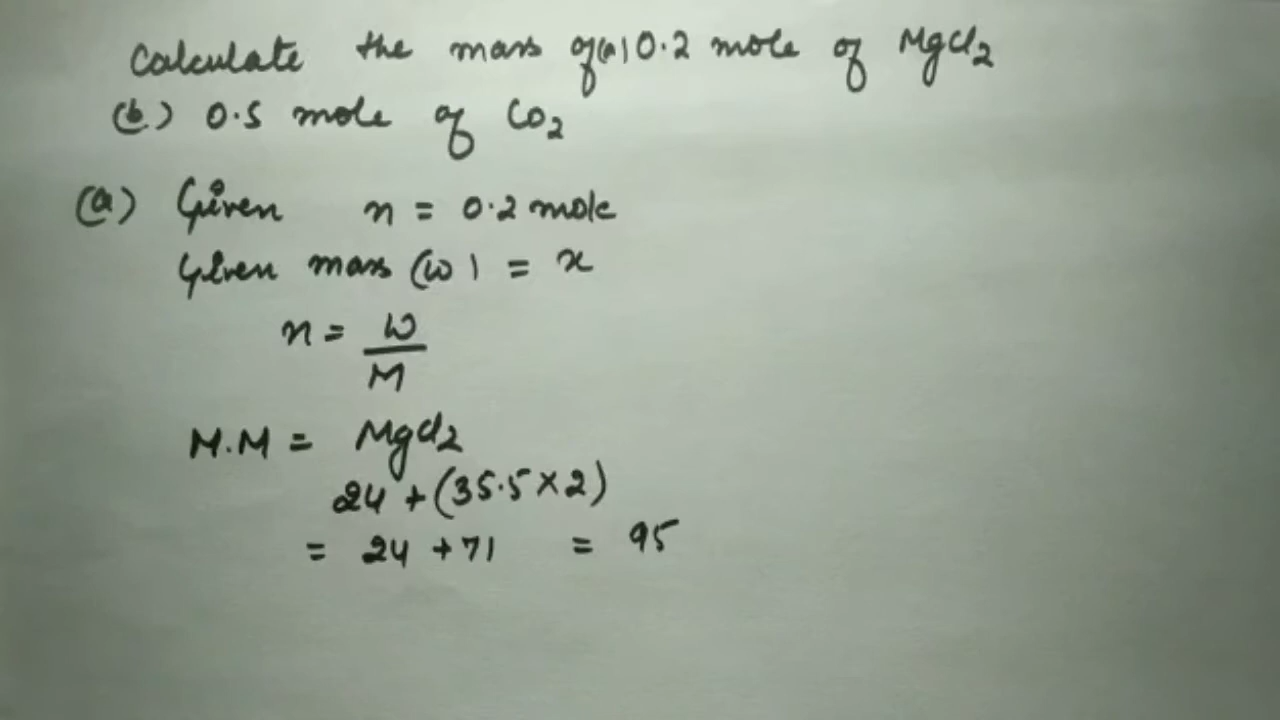 Calculate the mass of (a) 0.2 mole of MgCl2
(b) 0.5 mole of CO2
(a) Given n = 0.2 mole
Given mass (w) = x
n = w
M
M.M = MgCl2
24 + (35.5 × 2)
= 24 + 71 = 95